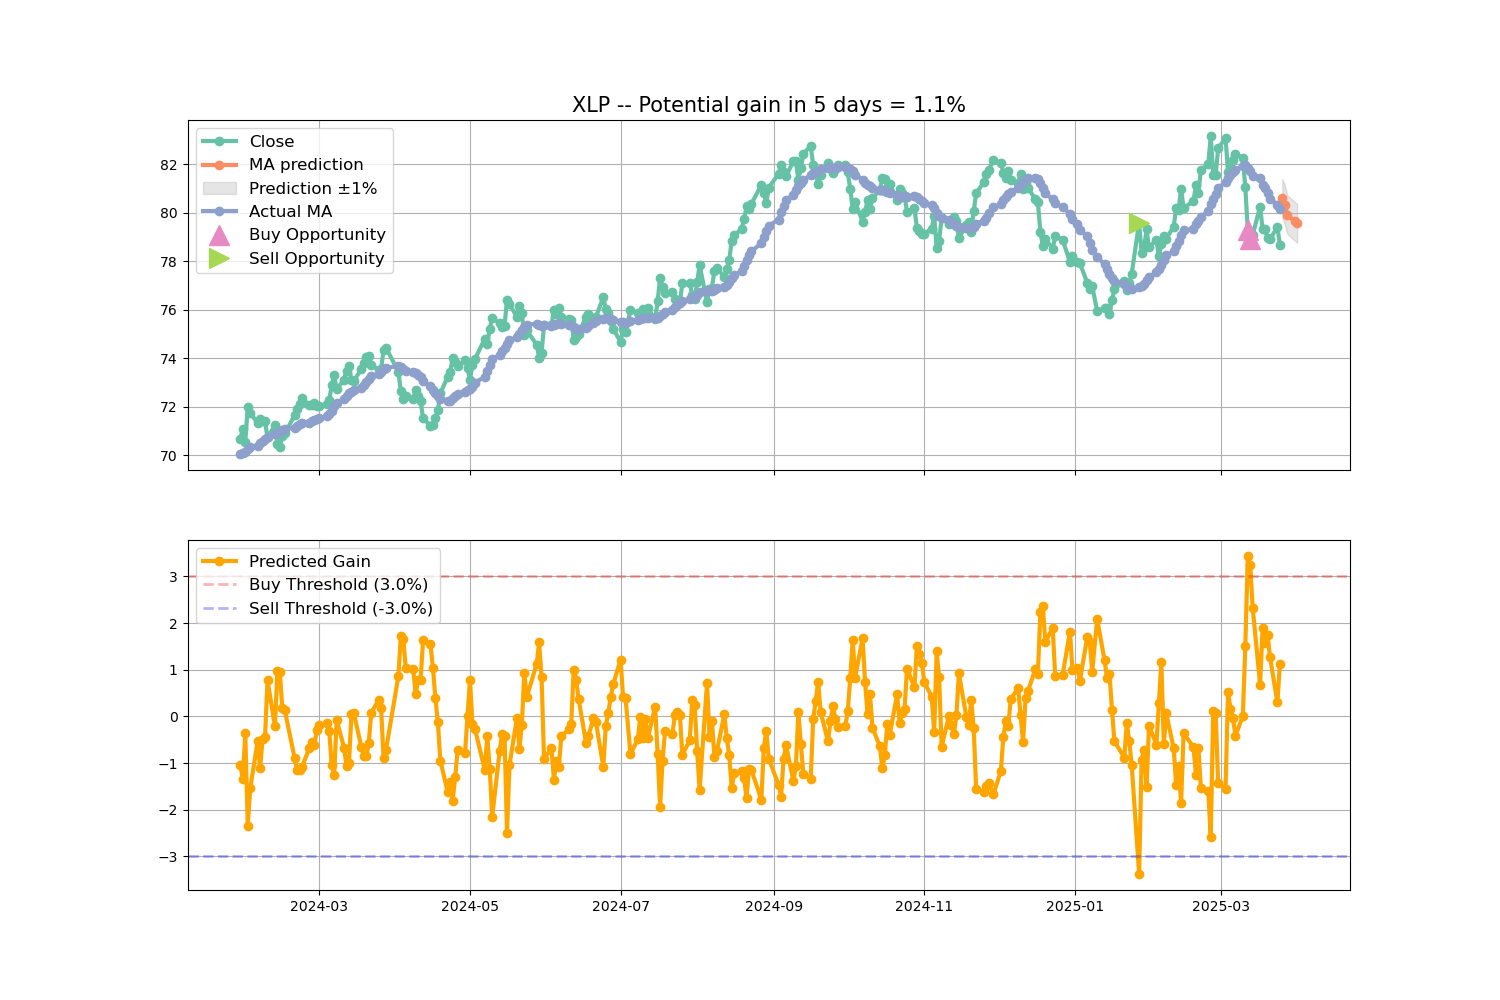 XLP -- Potential gain in 5 days = 1.1%
Close
MA prediction
Prediction ±1%
Actual MA
Buy Opportunity
Sell Opportunity
82
80
78
76
74
72
70
Predicted Gain
Buy Threshold (3.0%)
Sell Threshold (-3.0%)
3
2
1
0
−1
−2
−3
2024-03 2024-05 2024-07 2024-09 2024-11 2025-01 2025-03